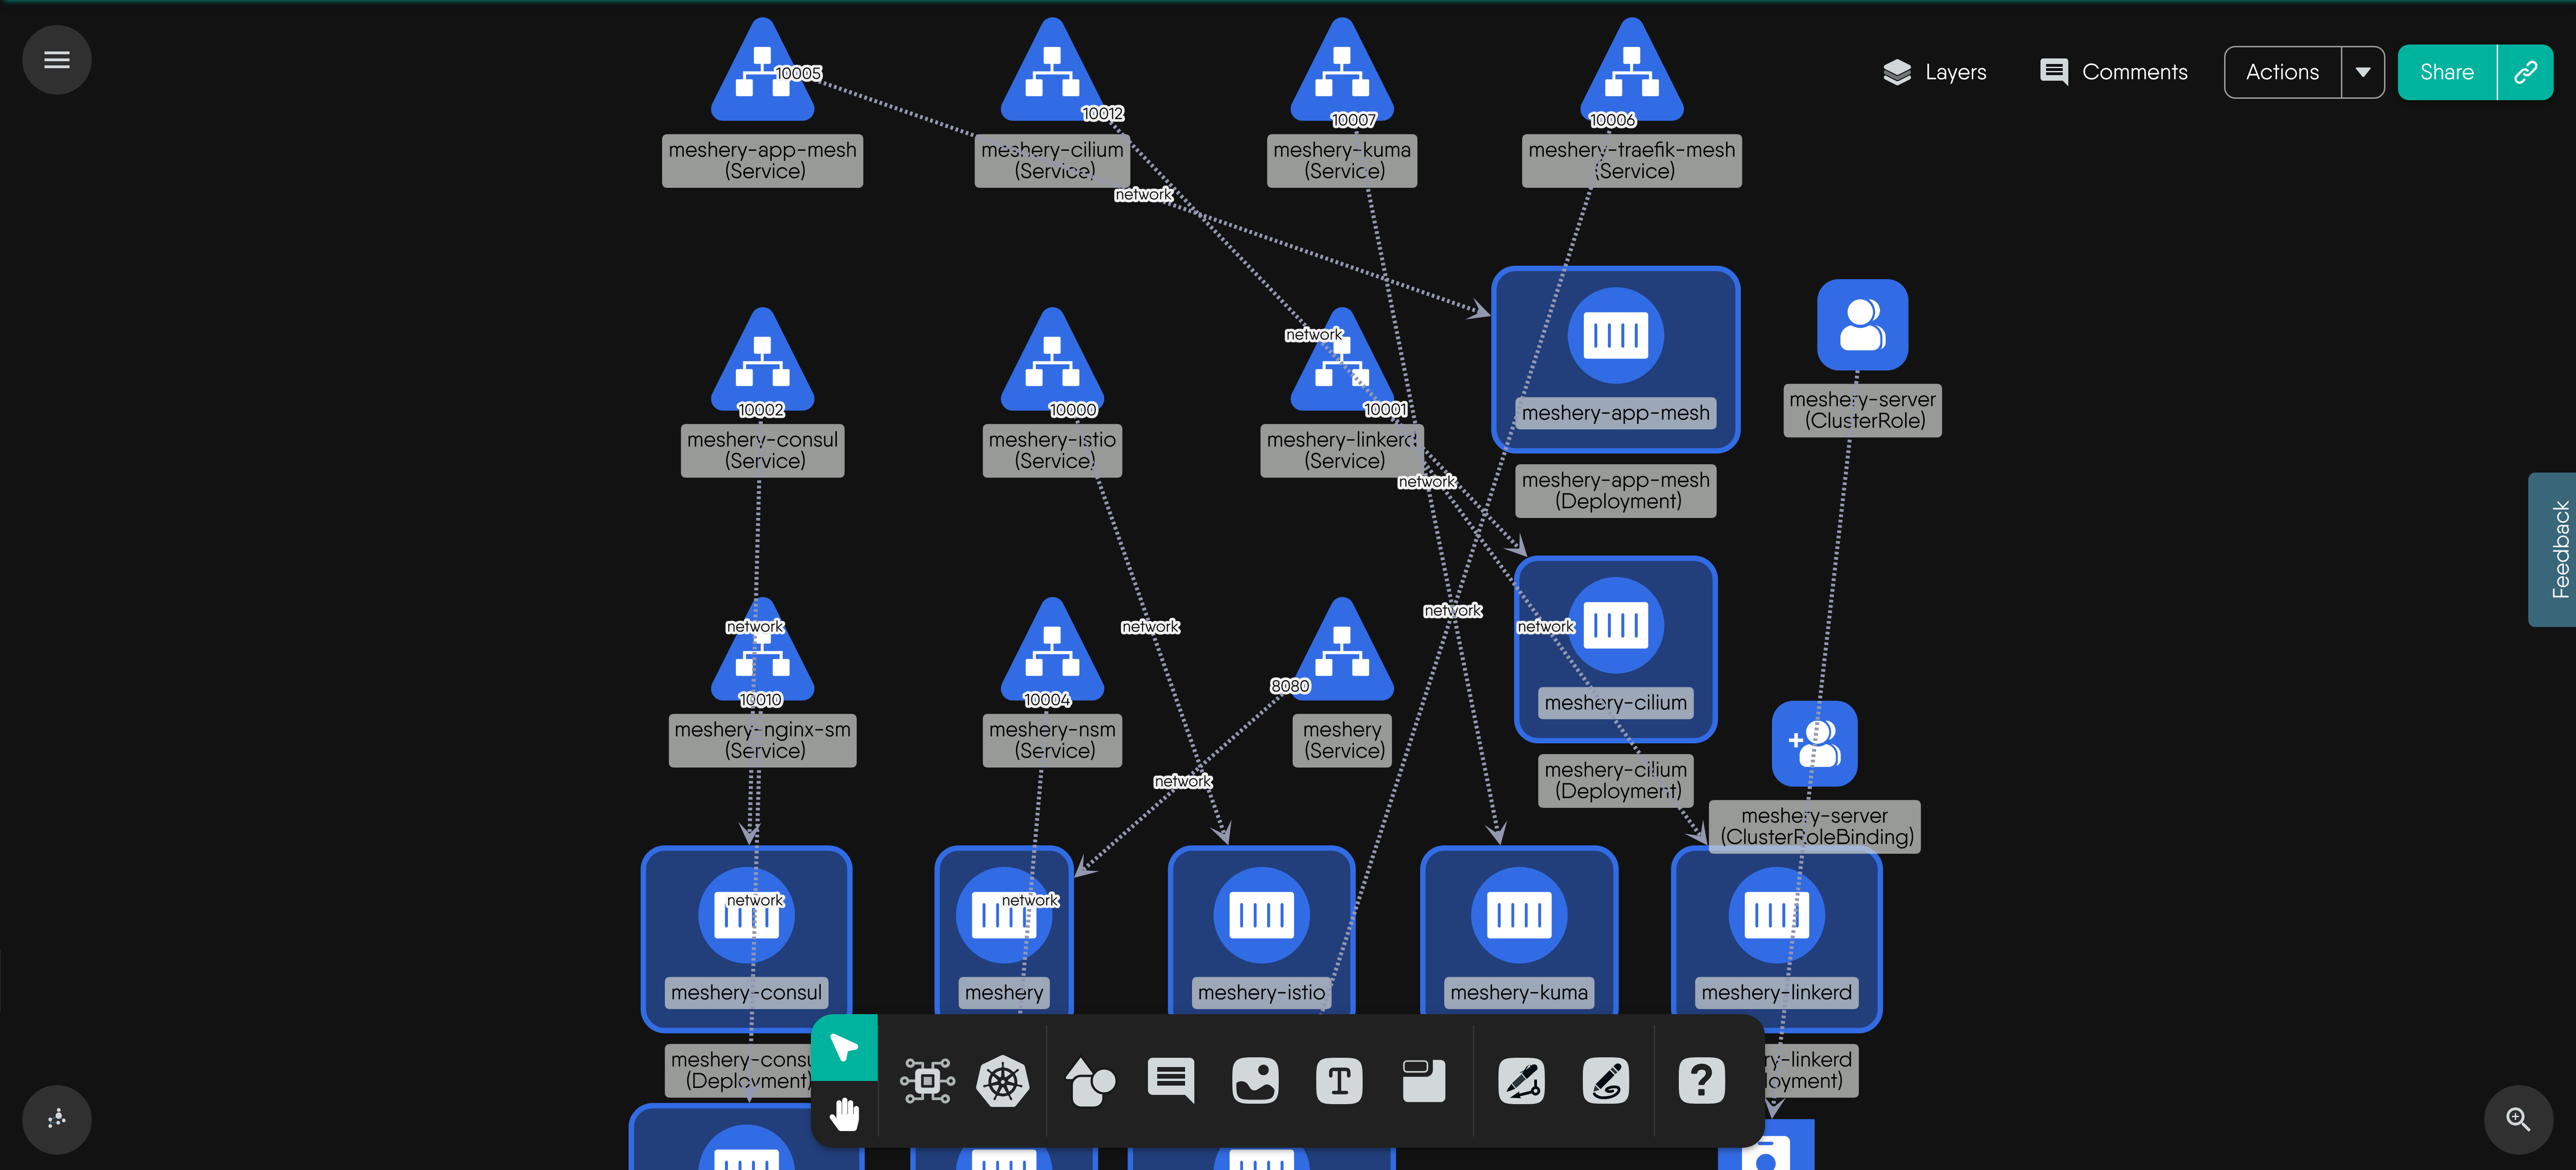 Layers
Comments
Actions
Share
10005
10012
10007
10006
meshery-app-mesh
(Service)
meshery-cilium
(Service)
meshery-kuma
(Service)
meshery-traefik-mesh
(Service)
network
network
10002
10000
10001
meshery-app-mesh
meshery-server
(ClusterRole)
meshery-consul
(Service)
meshery-istio
(Service)
meshery-linkerd
(Service)
network
meshery-app-mesh
(Deployment)
Feedback
network
network
network
network
10010
10004
8080
meshery-cilium
meshery-nginx-sm
(Service)
meshery-nsm
(Service)
meshery
(Service)
network
meshery-cilium
(Deployment)
meshery-server
(ClusterRoleBinding)
network
network
meshery-consul
meshery
meshery-istio
meshery-kuma
meshery-linkerd
meshery-consu
(Deployment)
ry-linkerd
loyment)
T
?